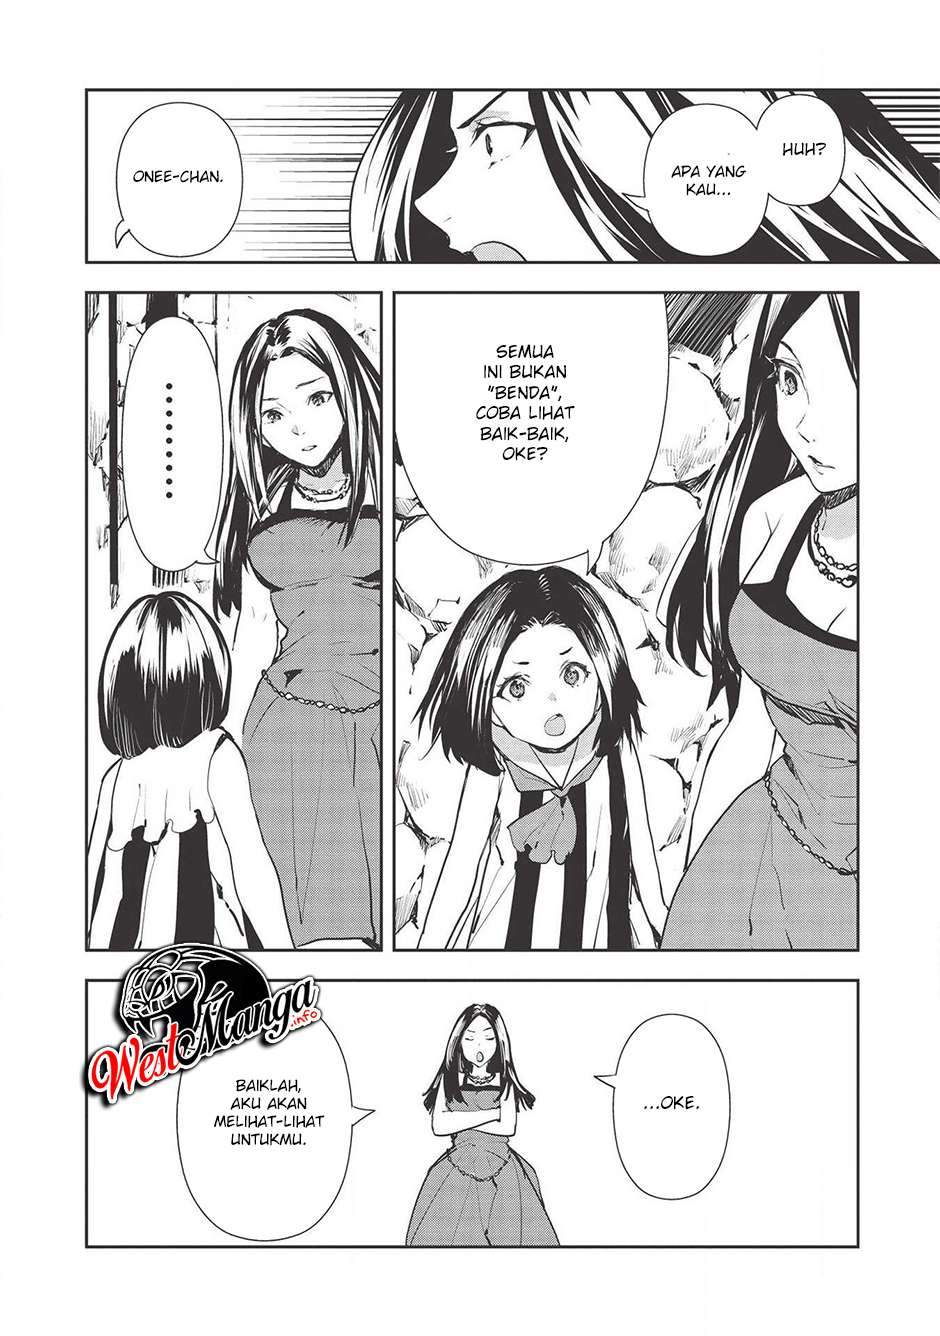 HUH?
APA YANG
KAU...
ONEE-CHAN.
SEMUA
INI BUKAN
"BENDA",
COBA LIHAT
BAIK-BAIK,
OKE?
.........
...OKE.
BAIKLAH,
AKU AKAN
MELIHAT-LIHAT
UNTUKMU.
WestManga
.info